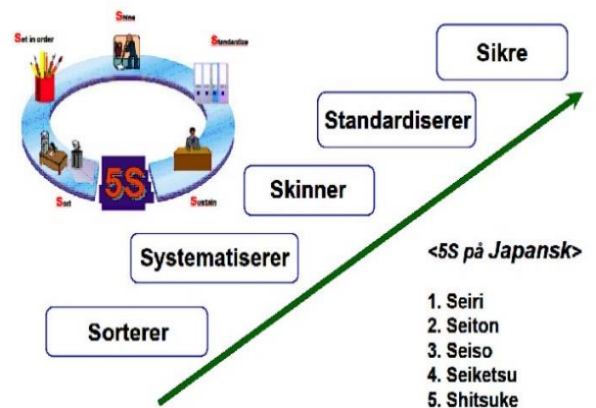 Shine
Set in order
Standardize
5S
Sort
Sustain
Sikre
Standardiserer
Skinner
Systematiserer
Sorterer
<5S på Japansk>
1. Seiri
2. Seiton
3. Seiso
4. Seiketsu
5. Shitsuke